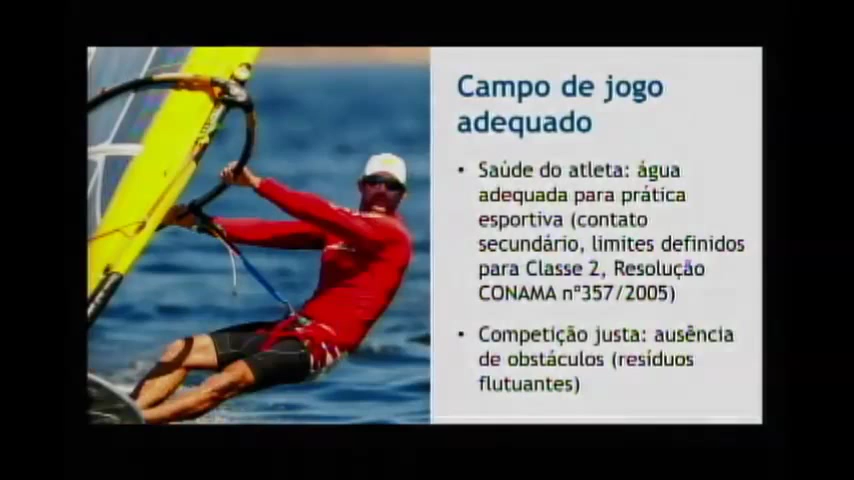 Campo de jogo
adequado
• Saúde do atleta: água
adequada para prática
esportiva (contato
secundário, limites definidos
para Classe 2, Resolução
CONAMA nº357/2005)
• Competição justa: ausência
de obstáculos (resíduos
flutuantes)